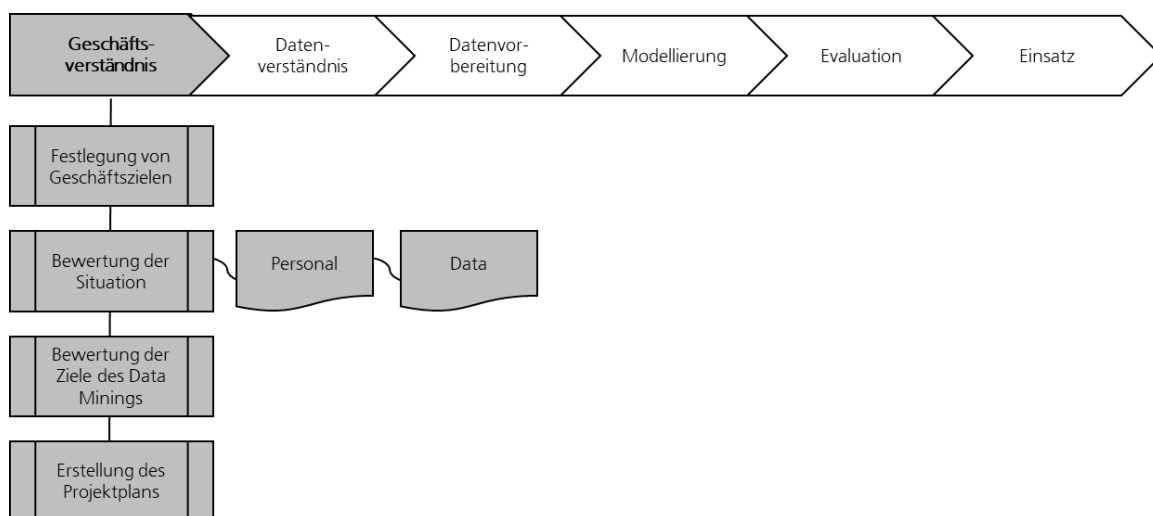 Geschäfts-
verständnis
Daten-
verständnis
Datenvor-
bereitung
Modellierung
Evaluation
Einsatz
Festlegung von
Geschäftszielen
Bewertung der
Situation
Personal
Data
Bewertung der
Ziele des Data
Minings
Erstellung des
Projektplans